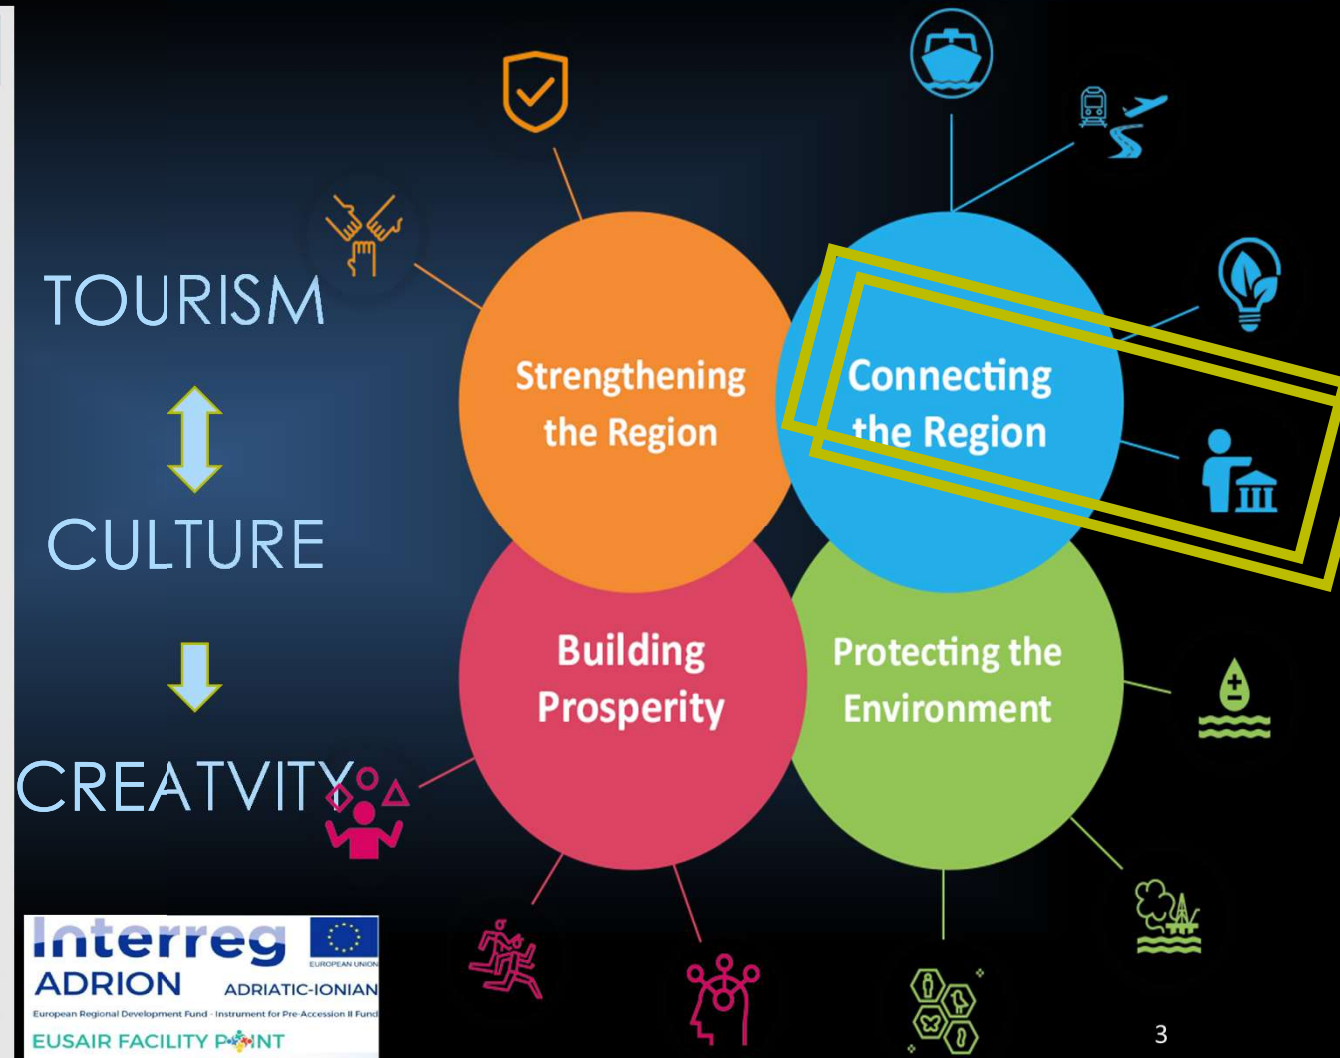 TOURISM
CULTURE
CREATVITY
Strengthening
the Region
Connecting
the Region
Building
Prosperity
Protecting the
Environment
Interreg
EUROPEAN UNION
ADRION ADRIATIC-IONIAN
European Regional Development Fund - Instrument for Pre-Accession II Fund
EUSAIR FACILITY POINT
3